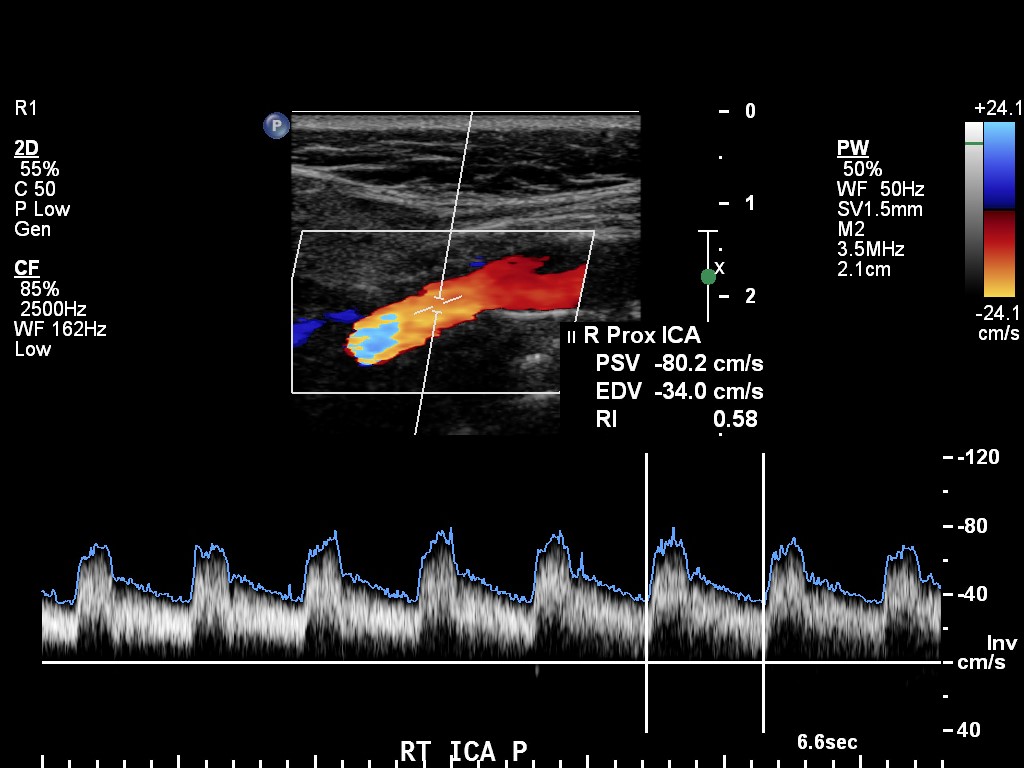 R1
P
0
+24.1
2D
55%
C 50
P Low
Gen
PW
50%
WF 50Hz
SV1.5mm
M2
3.5MHz
2.1cm
1
CF
85%
2500Hz
WF 162Hz
Low
x
2
-24.1
cm/s
R Prox ICA
PSV -80.2 cm/s
EDV -34.0 cm/s
RI 0.58
-120
-80
-40
Inv
cm/s
40
6.6sec
RT ICA P